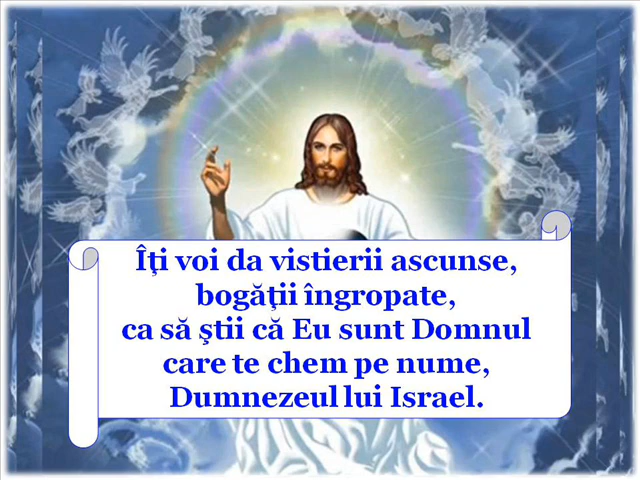 Îți voi da vistierii ascunse,
bogăţii îngropate,
ca să ştii că Eu sunt Domnul
care te chem pe nume,
Dumnezeul lui Israel.